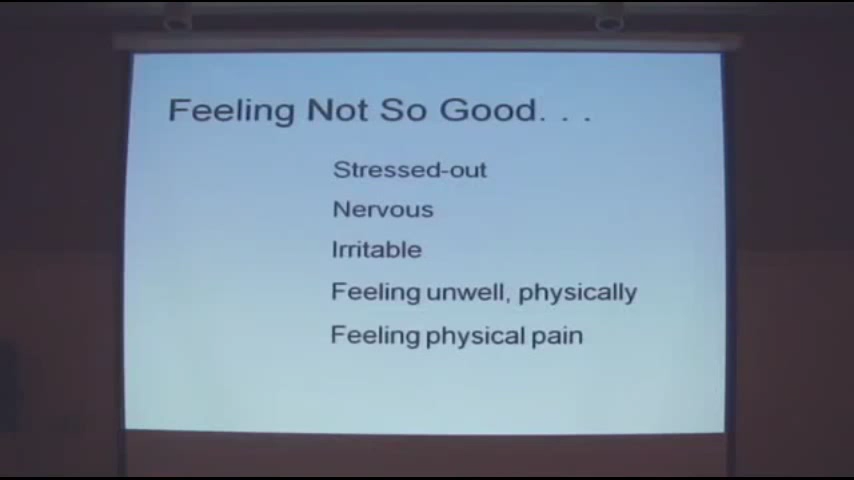 Feeling Not So Good. . .
Stressed-out
Nervous
Irritable
Feeling unwell, physically
Feeling physical pain